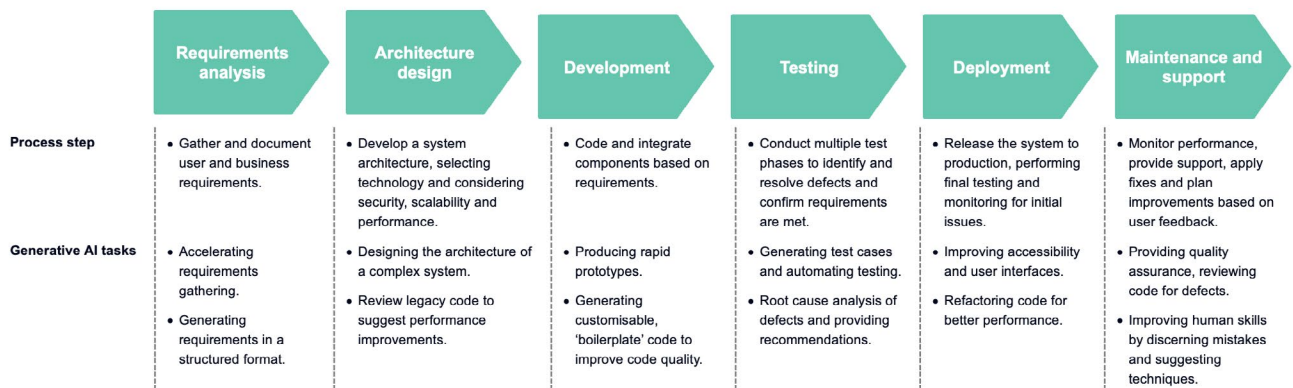 Requirements
analysis
Architecture
design
Development
Testing
Deployment
Maintenance and
support
Process step
• Gather and document
user and business
requirements.
• Develop a system
architecture, selecting
technology and considering
security, scalability and
performance.
• Code and integrate
components based on
requirements.
• Conduct multiple test
phases to identify and
resolve defects and
confirm requirements
are met.
• Release the system to
production, performing
final testing and
monitoring for initial
issues.
• Monitor performance,
provide support, apply
fixes and plan
improvements based on
user feedback.
Generative AI tasks
• Accelerating
requirements
gathering.
• Generating
requirements in a
structured format.
• Designing the architecture of
a complex system.
• Review legacy code to
suggest performance
improvements.
• Producing rapid
prototypes.
• Generating
customisable,
‘boilerplate’ code to
improve code quality.
• Generating test cases
and automating testing.
• Root cause analysis of
defects and providing
recommendations.
• Improving accessibility
and user interfaces.
• Refactoring code for
better performance.
• Providing quality
assurance, reviewing
code for defects.
• Improving human skills
by discerning mistakes
and suggesting
techniques.